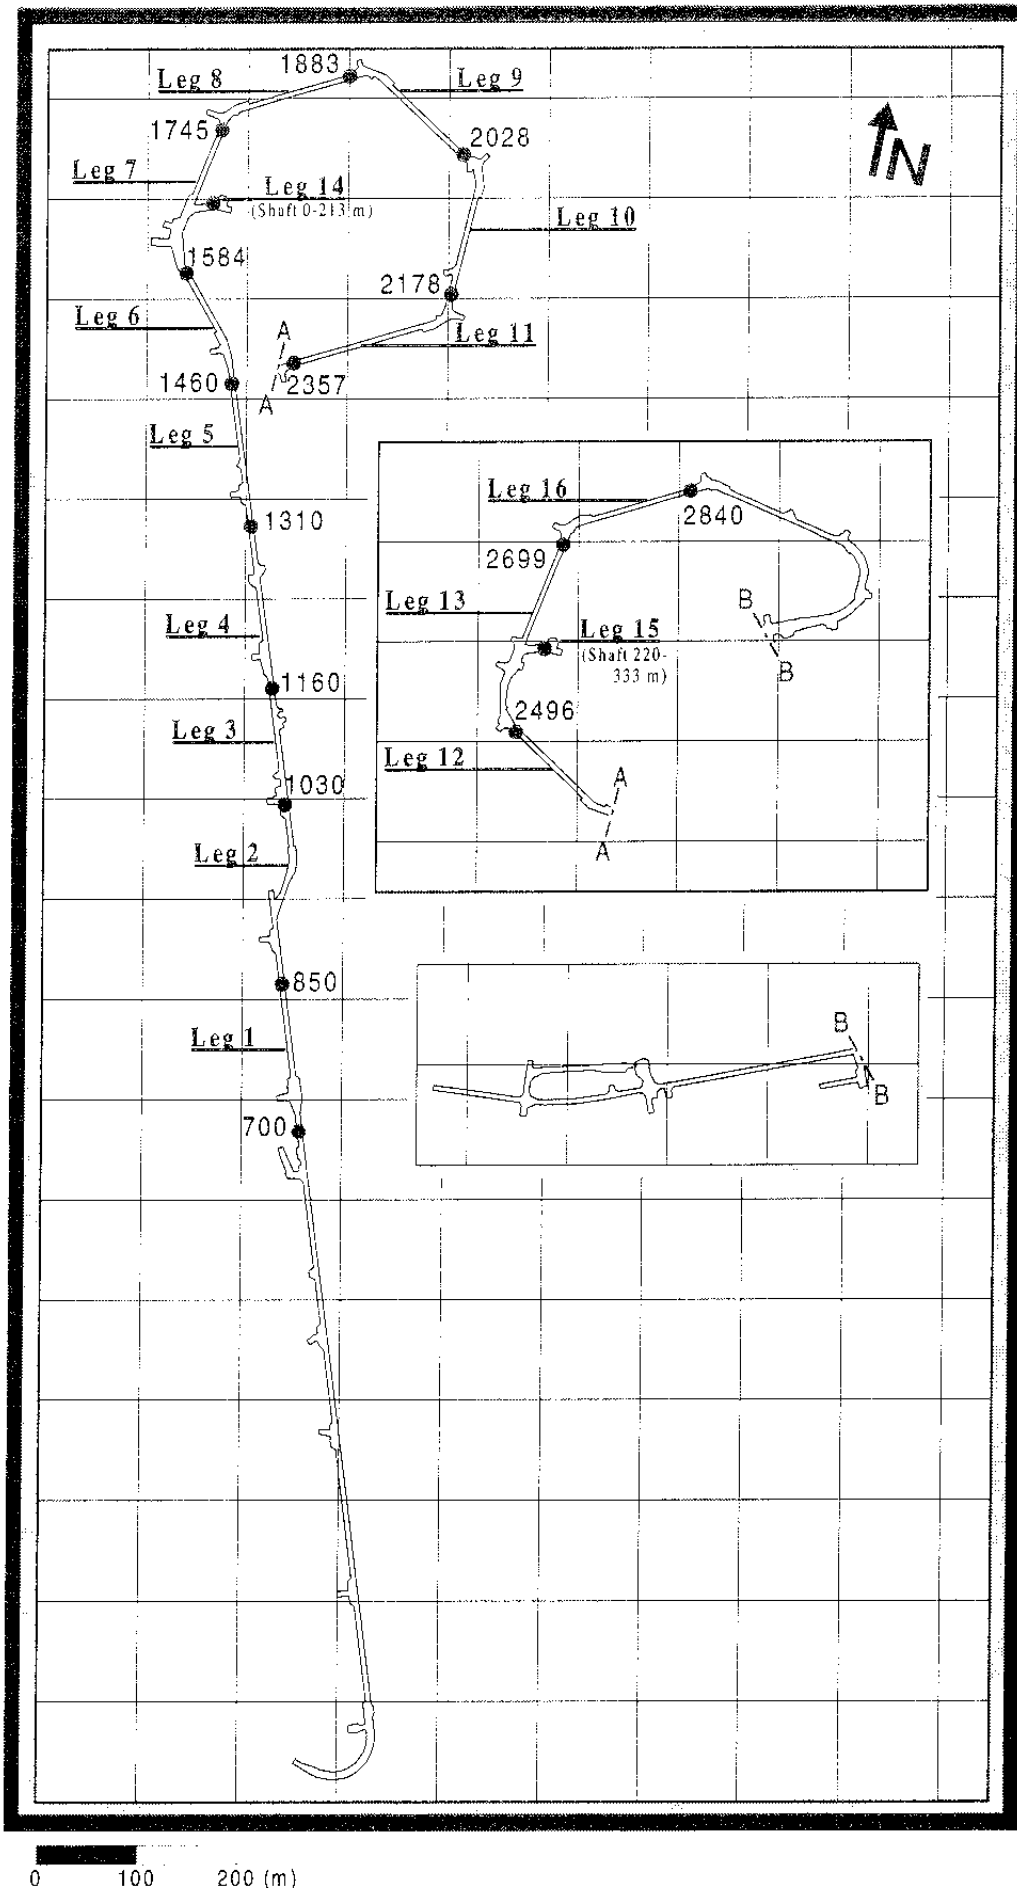 1883
Leg 8
Leg 9
1745
2028
Leg 7
Leg 14
(Shaft 0-213 m)
Leg 10
1584
2178
Leg 6
A
Leg 11
2357
1460
A
Leg 5
Leg 16
2840
1310
2699
Leg 13
B
Leg 4
Leg 15
(Shaft 220-
333 m)
B
1160
2496
Leg 3
Leg 12
A
1030
Leg 2
A
850
B
Leg 1
B
700
N
0 100 200 (m)